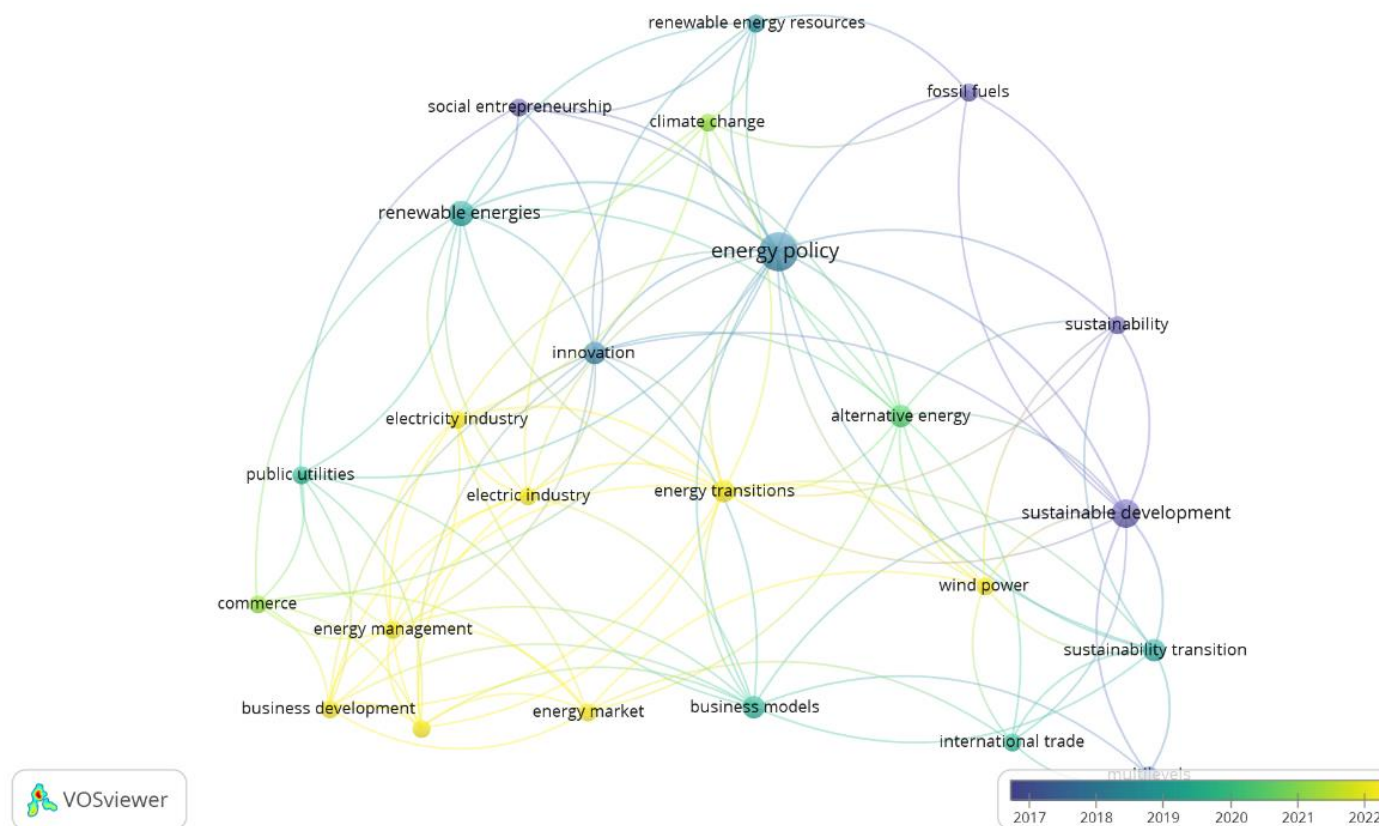 renewable energy resources
fossil fuels
social entrepreneurship
climate change
renewable energies
energy policy
sustainability
innovation
electricity industry
alternative energy
public utilities
electric industry
energy transitions
sustainable development
wind power
commerce
energy management
sustainability transition
business development
energy market
business models
international trade
multilevels
VOSviewer
2017 2018 2019 2020 2021 2022